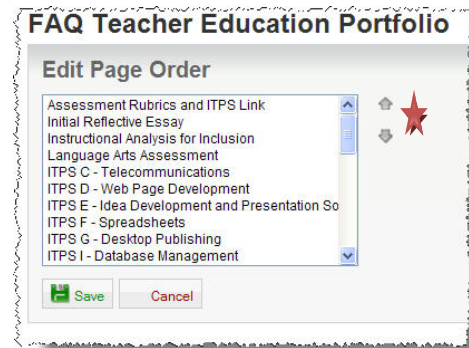 FAQ Teacher Education Portfolio
Edit Page Order
Assessment Rubrics and ITPS Link
Initial Reflective Essay
Instructional Analysis for Inclusion
Language Arts Assessment
ITPS C - Telecommunications
ITPS D - Web Page Development
ITPS E - Idea Development and Presentation So
ITPS F - Spreadsheets
ITPS G - Desktop Publishing
ITPS I - Database Management
Save Cancel